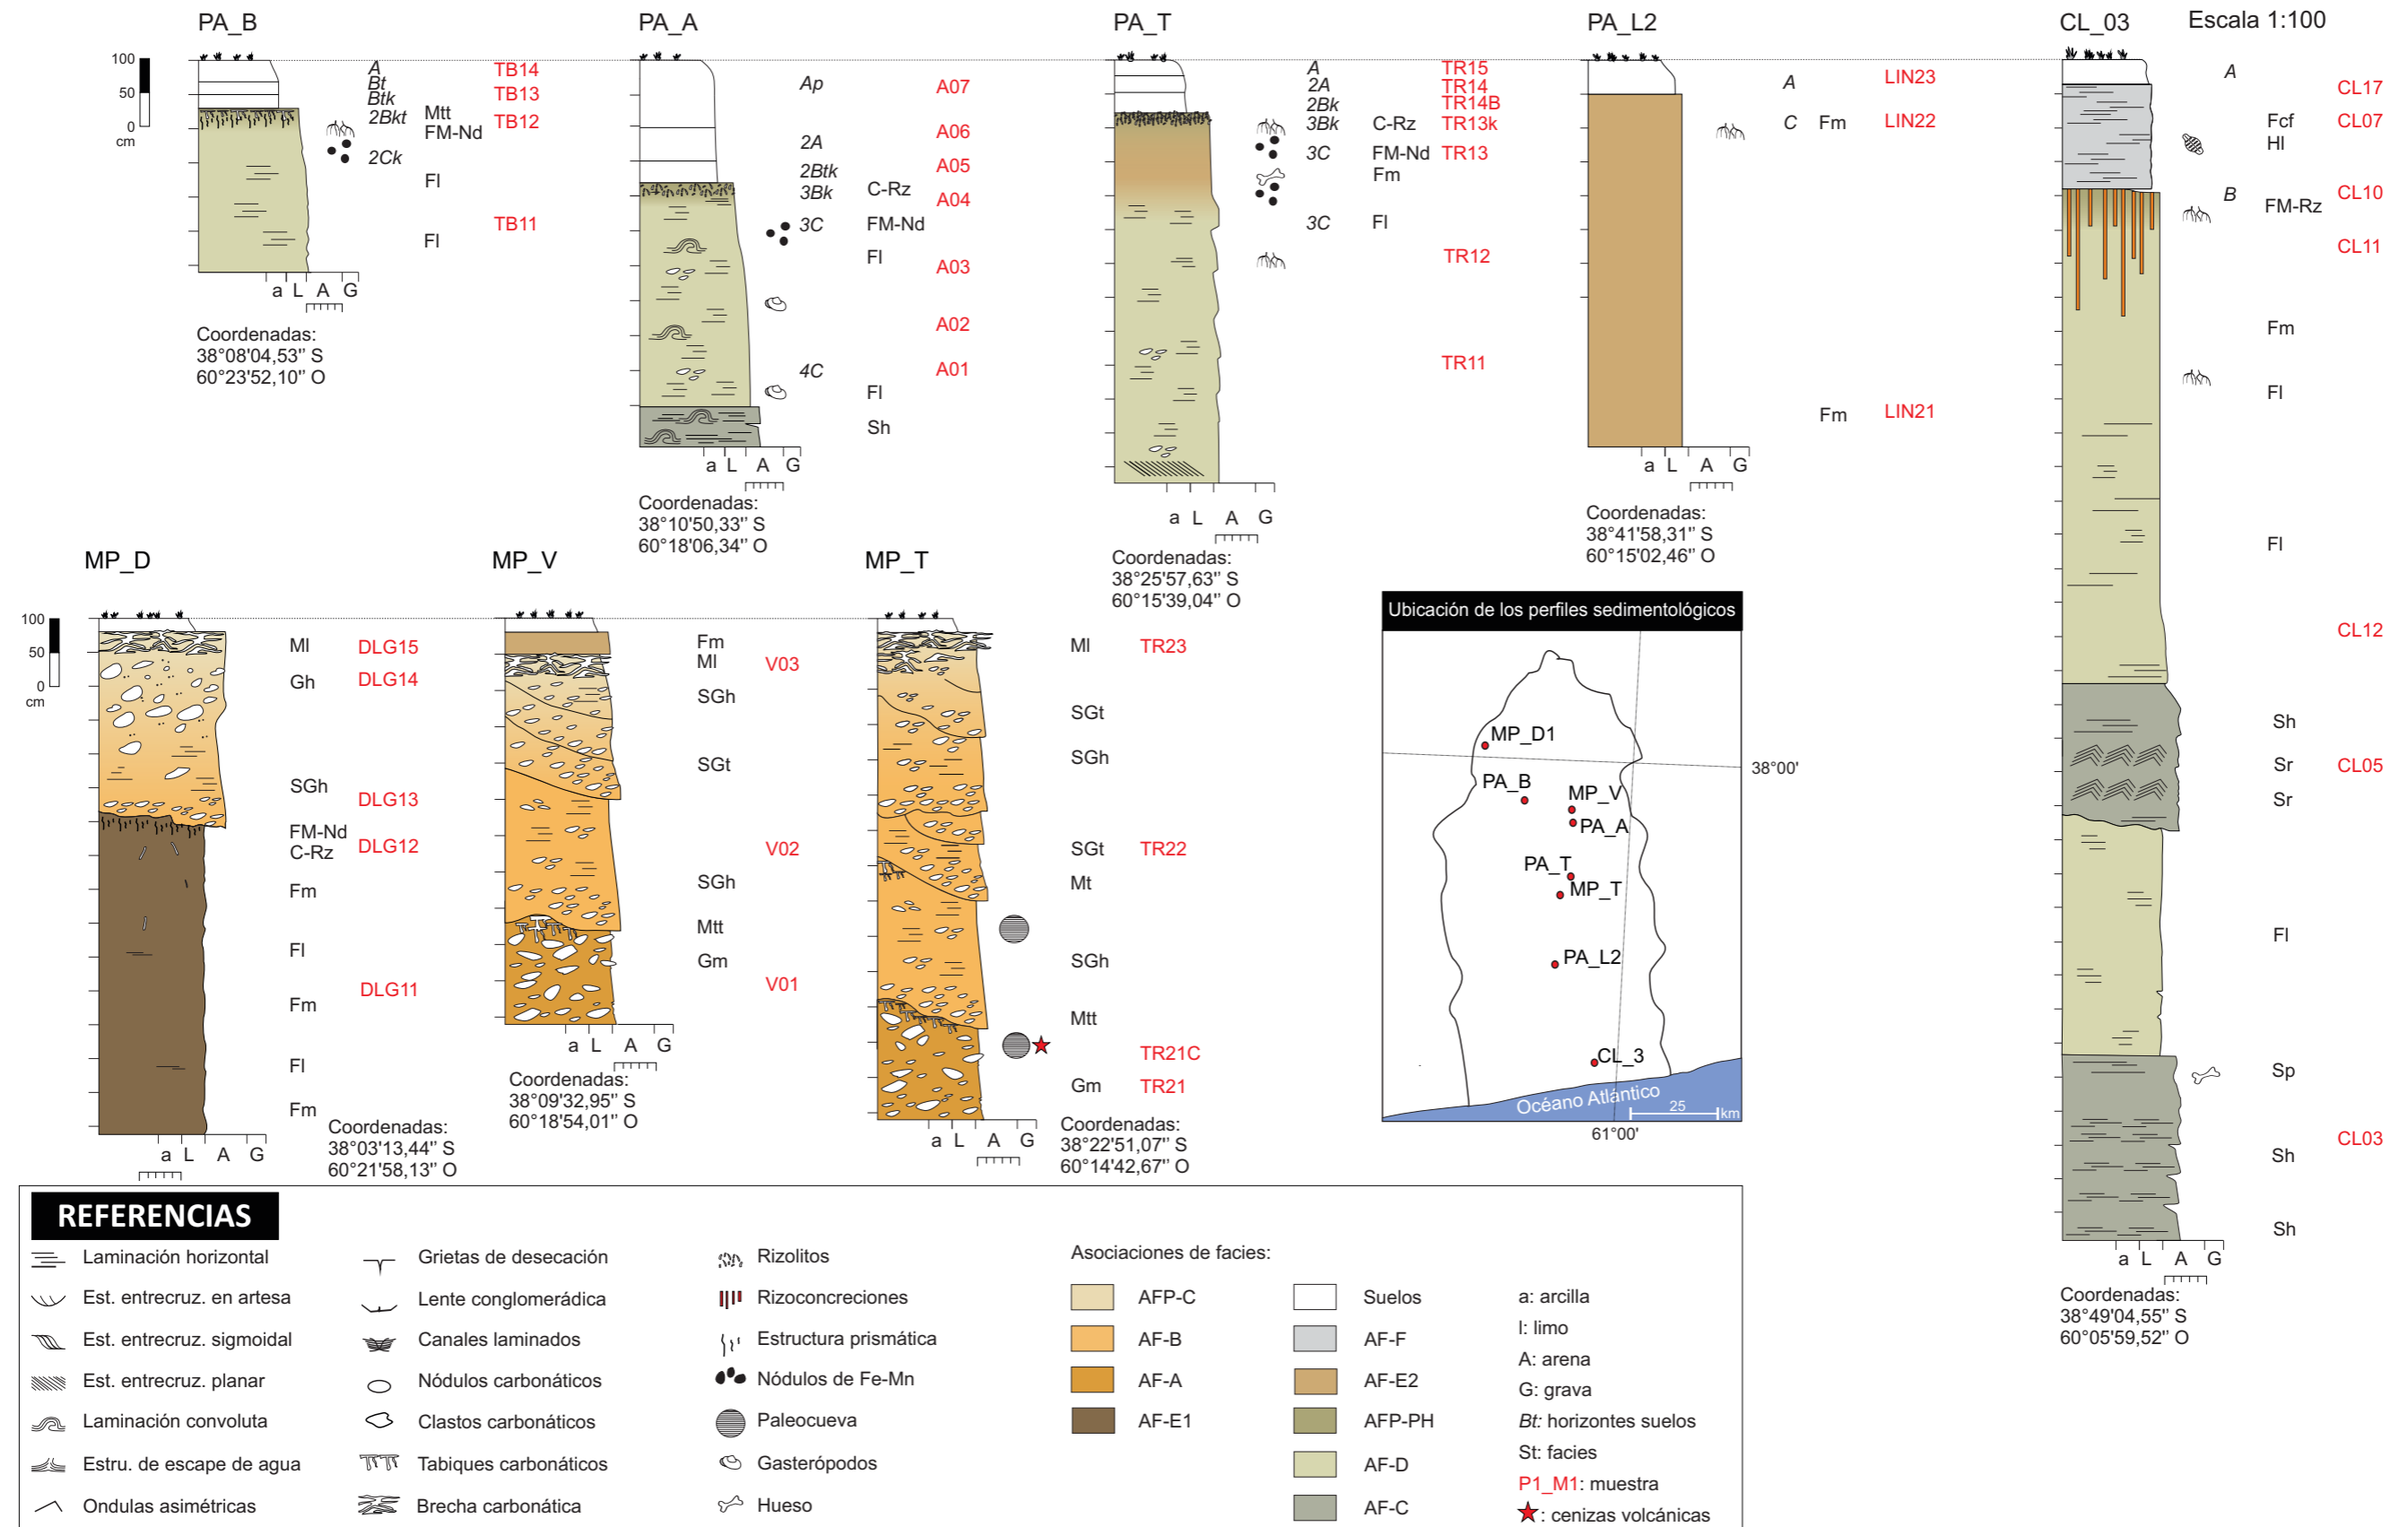 PA_B
PA_A
PA_T
PA_L2
CL_03
Escala 1:100
100
50
0
cm
A
Bt
Btk
2Bkt
2Ck
Mtt
FM-Nd
Fl
Fl
TB14
TB13
TB12
TB11
a L A G
Coordenadas:
38°08'04,53'' S
60°23'52,10'' O
Ap
2A
2Btk
3Bk
3C
4C
C-Rz
FM-Nd
Fl
Fl
Sh
A07
A06
A05
A04
A03
A02
A01
a L A G
Coordenadas:
38°10'50,33'' S
60°18'06,34'' O
A
2A
2Bk
3Bk
3C
3C
C-Rz
FM-Nd
Fm
Fl
TR15
TR14
TR14B
TR13k
TR13
TR12
TR11
a L A G
Coordenadas:
38°25'57,63'' S
60°15'39,04'' O
A
C
Fm
Fm
LIN23
LIN22
LIN21
a L A G
Coordenadas:
38°41'58,31'' S
60°15'02,46'' O
A
B
Fcf
Hl
FM-Rz
Fm
Fl
Fl
Sh
Sr
Sr
Fl
Sp
Sh
Sh
CL17
CL07
CL10
CL11
CL12
CL05
CL03
a L A G
Coordenadas:
38°49'04,55'' S
60°05'59,52'' O
MP_D
MP_V
MP_T
100
50
0
cm
Ml
Gh
SGh
FM-Nd
C-Rz
Fm
Fl
Fm
Fl
Fm
DLG15
DLG14
DLG13
DLG12
DLG11
a L A G
Coordenadas:
38°03'13,44'' S
60°21'58,13'' O
Fm
Ml
SGh
SGt
SGh
Mtt
Gm
V03
V02
V01
a L A G
Coordenadas:
38°09'32,95'' S
60°18'54,01'' O
Ml
SGt
SGh
SGt
Mt
SGh
Mtt
Gm
TR23
TR22
TR21C
TR21
a L A G
Coordenadas:
38°22'51,07'' S
60°14'42,67'' O
Ubicación de los perfiles sedimentológicos
MP_D1
38°00'
PA_B
MP_V
PA_A
PA_T
MP_T
PA_L2
CL_3
Océano Atlántico
25
km
61°00'
REFERENCIAS
Laminación horizontal
Est. entrecruz. en artesa
Est. entrecruz. sigmoidal
Est. entrecruz. planar
Laminación convoluta
Estru. de escape de agua
Ondulas asimétricas
Grietas de desecación
Lente conglomerádica
Canales laminados
Nódulos carbonáticos
Clastos carbonáticos
Tabiques carbonáticos
Brecha carbonática
Rizolitos
Rizoconcreciones
Estructura prismática
Nódulos de Fe-Mn
Paleocueva
Gasterópodos
Hueso
Asociaciones de facies:
AFP-C
AF-B
AF-A
AF-E1
Suelos
AF-F
AF-E2
AFP-PH
AF-D
AF-C
a: arcilla
l: limo
A: arena
G: grava
Bt: horizontes suelos
St: facies
P1_M1: muestra
: cenizas volcánicas